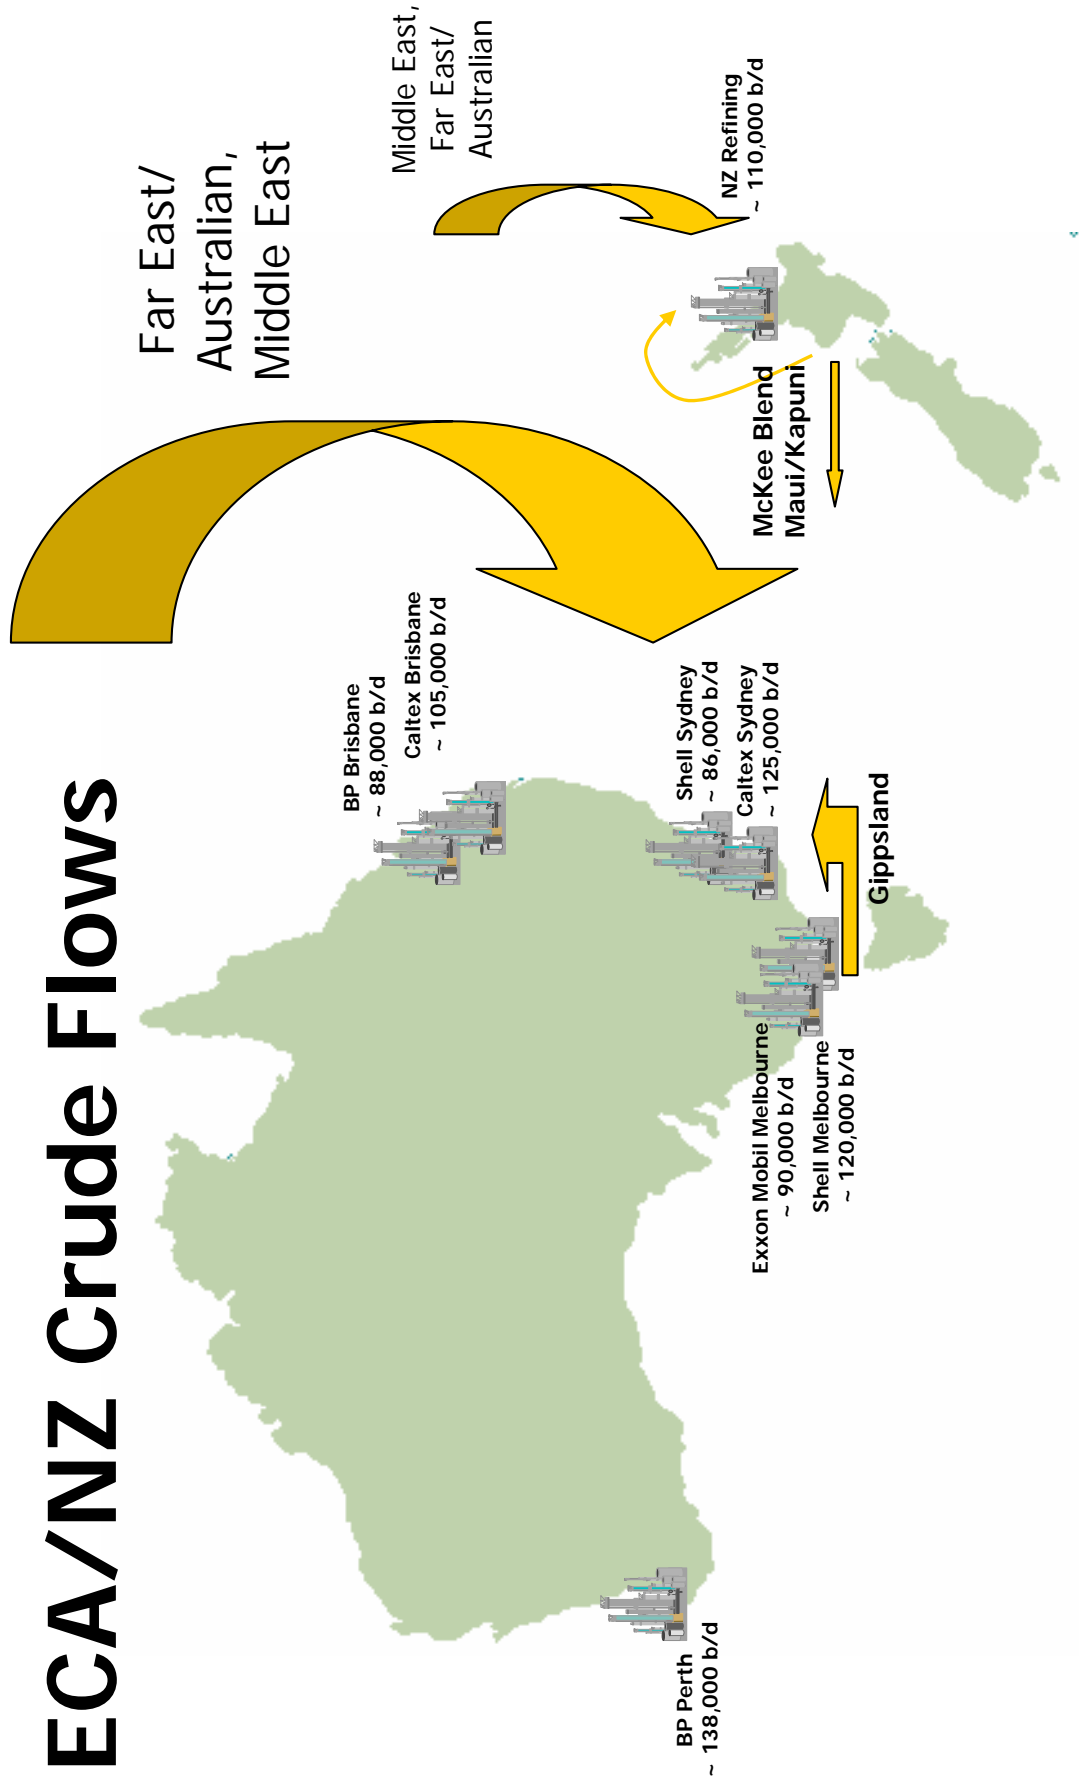 ECA/NZ Crude Flows
Far East/
Australian,
Middle East
Middle East,
Far East/
Australian
BP Brisbane
~ 88,000 b/d
Caltex Brisbane
~ 105,000 b/d
NZ Refining
~ 110,000 b/d
Shell Sydney
~ 86,000 b/d
Caltex Sydney
~ 125,000 b/d
McKee Blend
Maui/Kapuni
BP Perth
~ 138,000 b/d
Exxon Mobil Melbourne
~ 90,000 b/d
Shell Melbourne
~ 120,000 b/d
Gippsland